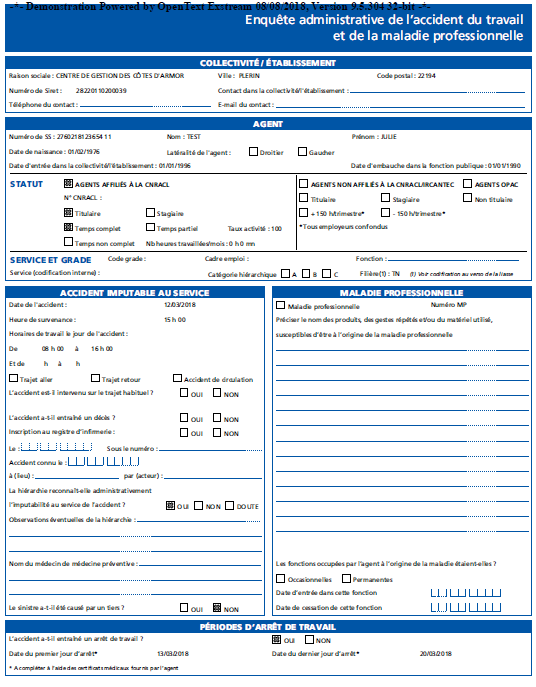 -*- Demonstration Powered by OpenText Exstream 08/08/2018, Version 9.5.304 32-bit -*-
Enquête administrative de l'accident du travail
et de la maladie professionnelle
COLLECTIVITÉ / ÉTABLISSEMENT
Raison sociale : CENTRE DE GESTION DES CÔTES D'ARMOR Ville : PLERIN Code postal : 22194
Numéro de Siret : 28220110200039 Contact dans la collectivité/l'établissement :
Téléphone du contact : E-mail du contact :
AGENT
Numéro de SS : 276021812365411 Nom : TEST Prénom : JULIE
Date de naissance : 01/02/1976 Latéralité de l'agent : Droitier Gaucher
Date d'entrée dans la collectivité/l'établissement : 01/01/1996 Date d'embauche dans la fonction publique : 01/01/1990
STATUT AGENTS AFFILIÉS À LA CNRACL AGENTS NON AFFILIÉS À LA CNRACL/IRCANTEC AGENTS OPAC
N° CNRACL : Titulaire Stagiaire Non titulaire
Titulaire Stagiaire + 150 h/trimestre* - 150 h/trimestre*
Temps complet Temps partiel Taux activité : 100 *Tous employeurs confondus
Temps non complet Nb heures travaillées/mois : 0 h 0 mn
SERVICE ET GRADE Code grade : Cadre emploi : Fonction :
Service (codification interne) : Catégorie hiérarchique A B C Filière(1) : TN (1) Voir codification au verso de la liasse
ACCIDENT IMPUTABLE AU SERVICE
Date de l'accident : 12/03/2018
Heure de survenance : 15 h 00
Horaires de travail le jour de l'accident :
De 08 h 00 à 16 h 00
Et de h à h
Trajet aller Trajet retour Accident de circulation
L'accident est-il intervenu sur le trajet habituel ? OUI NON
L'accident a-t-il entraîné un décès ? OUI NON
Inscription au registre d'infirmerie : OUI NON
Le : Sous le numéro :
Accident connu le :
à (lieu) : par (acteur) :
La hiérarchie reconnaît-elle administrativement
l'imputabilité au service de l'accident ? OUI NON DOUTE
Observations éventuelles de la hiérarchie :
Nom du médecin de médecine préventive :
Le sinistre a-t-il été causé par un tiers ? OUI NON
MALADIE PROFESSIONNELLE
Maladie professionnelle Numéro MP
Préciser le nom des produits, des gestes répétés et/ou du matériel utilisé,
susceptibles d'être à l'origine de la maladie professionnelle
Les fonctions occupées par l'agent à l'origine de la maladie étaient-elles ?
Occasionnelles Permanentes
Date d'entrée dans cette fonction
Date de cessation de cette fonction
PÉRIODES D'ARRÊT DE TRAVAIL
L'accident a-t-il entraîné un arrêt de travail ? OUI NON
Date du premier jour d'arrêt* 13/03/2018 Date du dernier jour d'arrêt* 20/03/2018
* A compléter à l'aide des certificats médicaux fournis par l'agent